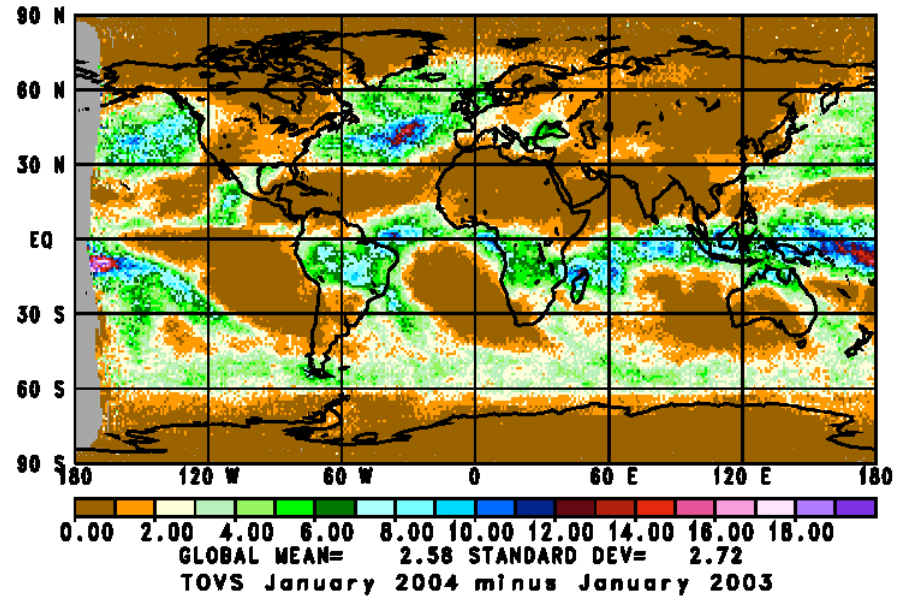 90 N
60 N
30 N
EQ
30 S
60 S
90 S
180 120 W 60 W 0 60 E 120 E 180
0.00 2.00 4.00 6.00 8.00 10.00 12.00 14.00 16.00 18.00
GLOBAL MEAN= 2.58 STANDARD DEV= 2.72
TOVS January 2004 minus January 2003